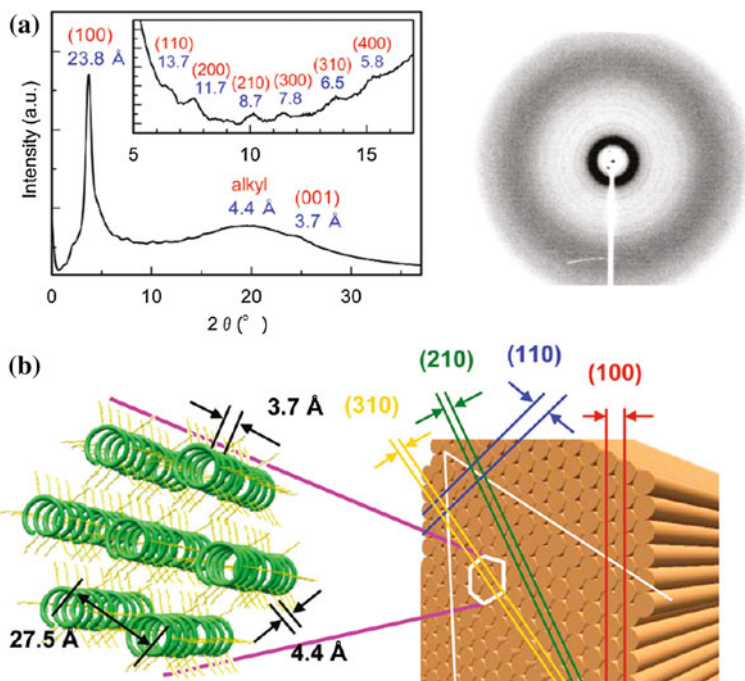 (a)
(100)
23.8 Å
(110)
13.7
(200)
11.7
(210)
8.7
(300)
7.8
(310)
6.5
(400)
5.8
5 10 15
alkyl
4.4 Å
(001)
3.7 Å
Intensity (a.u.)
0 10 20 30
2 θ (°)
(b)
3.7 Å
27.5 Å
4.4 Å
(310)
(210)
(110)
(100)